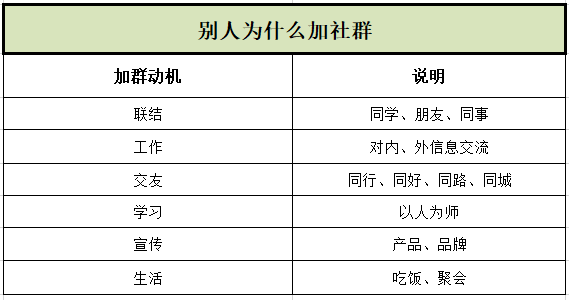 别人为什么加社群
加群动机 说明
联结 同学、朋友、同事
工作 对内、外信息交流
交友 同行、同好、同路、同城
学习 以人为师
宣传 产品、品牌
生活 吃饭、聚会